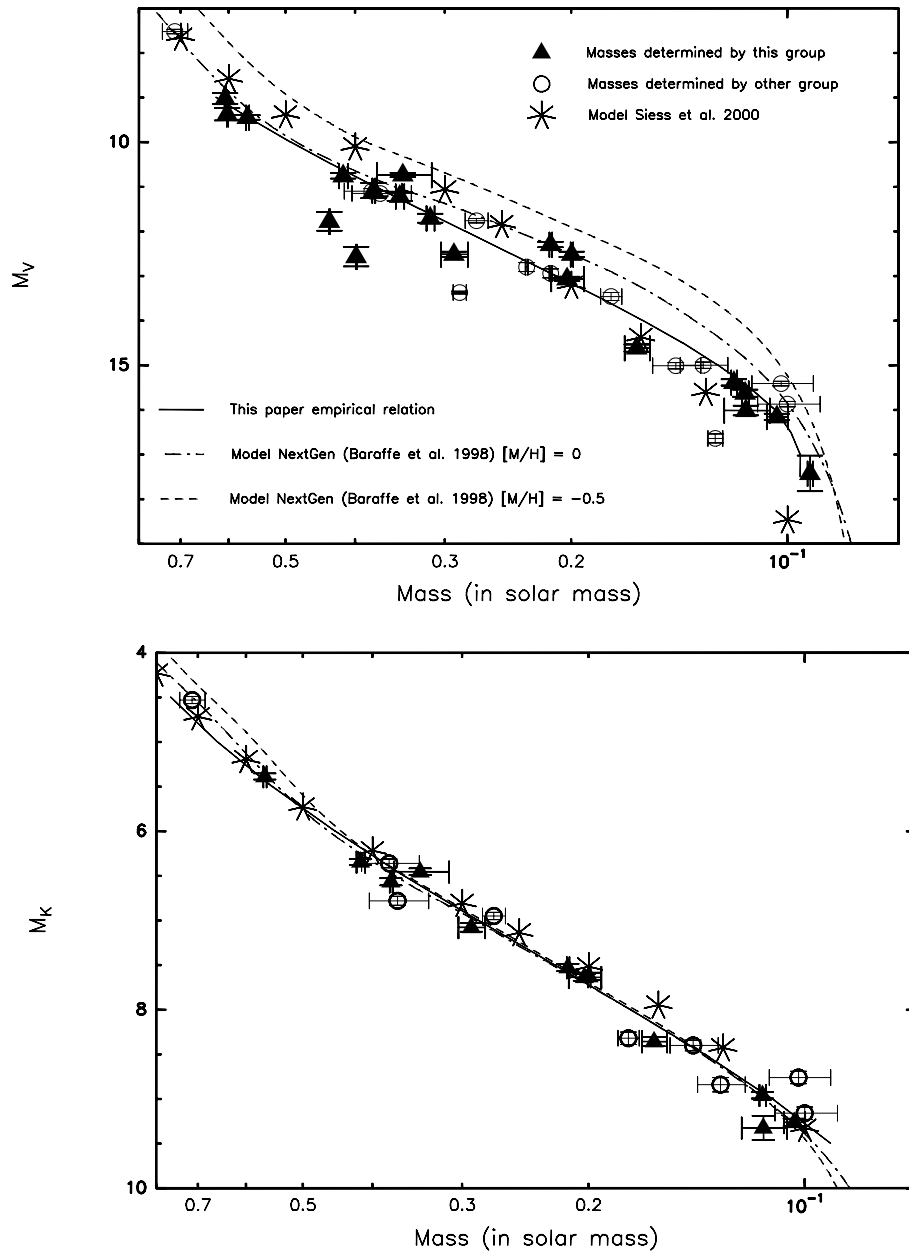 Masses determined by this group
Masses determined by other group
Model Siess et al. 2000
10
M_V
15
This paper empirical relation
Model NextGen (Baraffe et al. 1998) [M/H] = 0
Model NextGen (Baraffe et al. 1998) [M/H] = −0.5
0.7 0.5 0.3 0.2 10⁻¹
Mass (in solar mass)
4
6
M_K
8
10
0.7 0.5 0.3 0.2 10⁻¹
Mass (in solar mass)